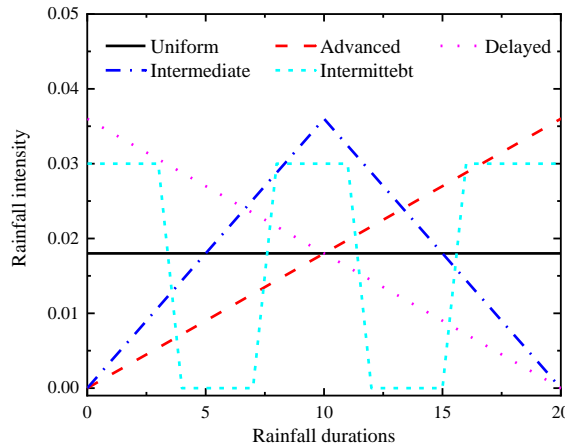 0.05
Uniform Advanced Delayed
Intermediate Intermittebt
0.04
0.03
0.02
0.01
0.00
Rainfall intensity
0 5 10 15 20
Rainfall durations